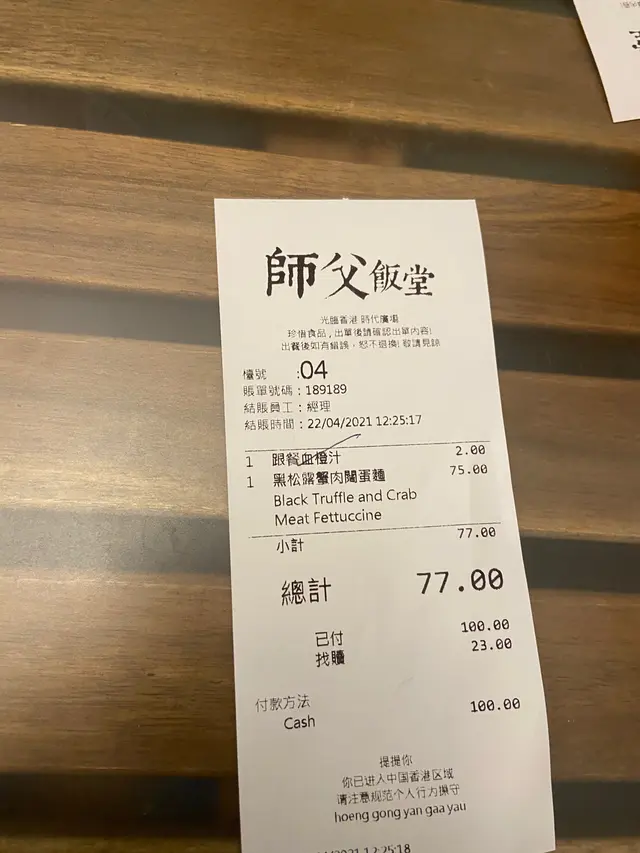 師父飯堂
光臨香港 時代廣場
珍惜食品，出單後請確認出單內容!
出餐後如有錯誤，恕不退換! 敬請見諒
檯號 :04
賬單號碼：189189
結賬員工：經理
結賬時間：22/04/2021 12:25:17
1 跟餐血橙汁 2.00
1 黑松露蟹肉闊蛋麵 75.00
Black Truffle and Crab
Meat Fettuccine
小計 77.00
總計 77.00
已付 100.00
找贖 23.00
付款方法
Cash 100.00
提提你
你已进入中国香港区域
请注意规范个人行为操守
hoeng gong yan gaa yau
2021 12:25:18